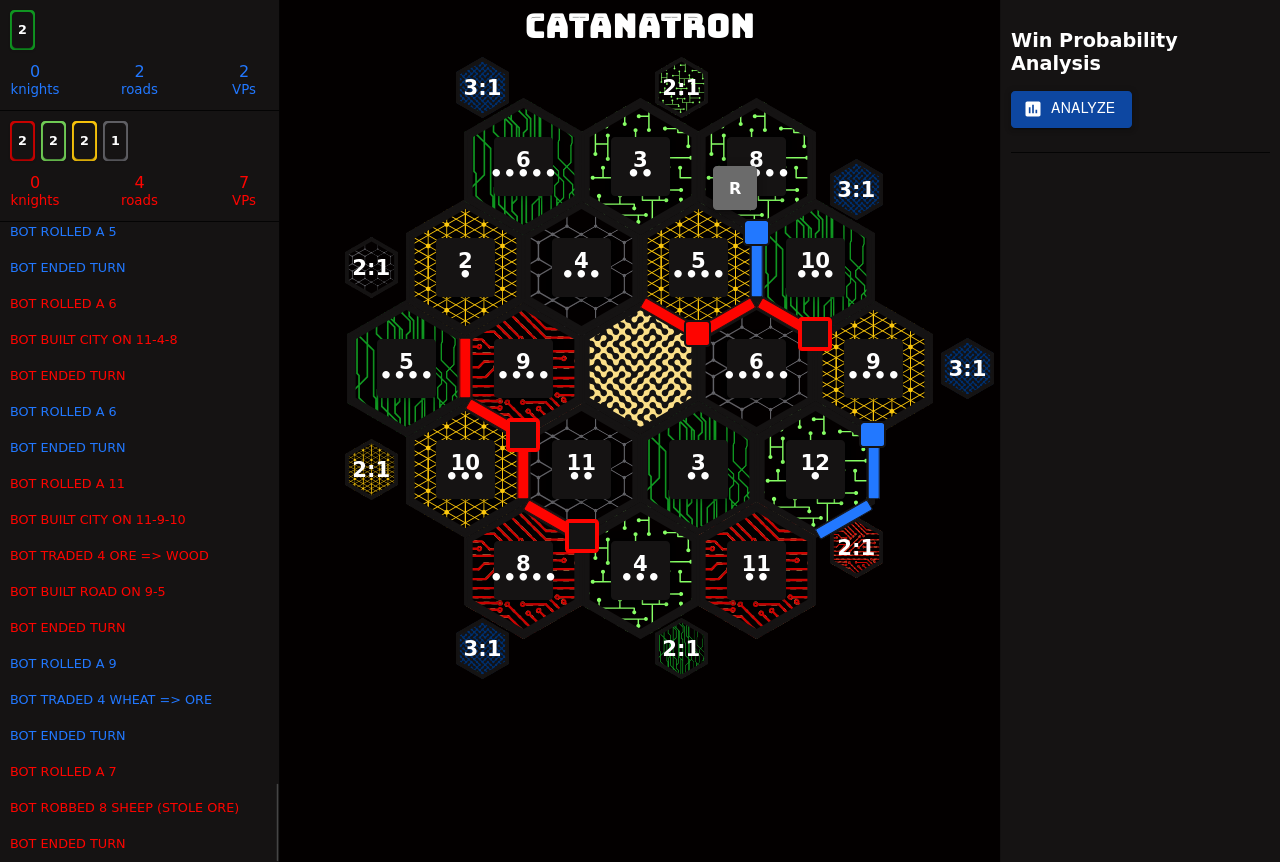 CATANATRON
2
0 2 2
knights roads VPs
2 2 2 1
0 4 7
knights roads VPs
BOT ROLLED A 5
BOT ENDED TURN
BOT ROLLED A 6
BOT BUILT CITY ON 11-4-8
BOT ENDED TURN
BOT ROLLED A 6
BOT ENDED TURN
BOT ROLLED A 11
BOT BUILT CITY ON 11-9-10
BOT TRADED 4 ORE => WOOD
BOT BUILT ROAD ON 9-5
BOT ENDED TURN
BOT ROLLED A 9
BOT TRADED 4 WHEAT => ORE
BOT ENDED TURN
BOT ROLLED A 7
BOT ROBBED 8 SHEEP (STOLE ORE)
BOT ENDED TURN
3:1 2:1
6 3 8
R
3:1
2:1 2 4 5 10
5 9 6 9 3:1
2:1 10 11 3 12
8 4 11 2:1
3:1 2:1
Win Probability
Analysis
ANALYZE